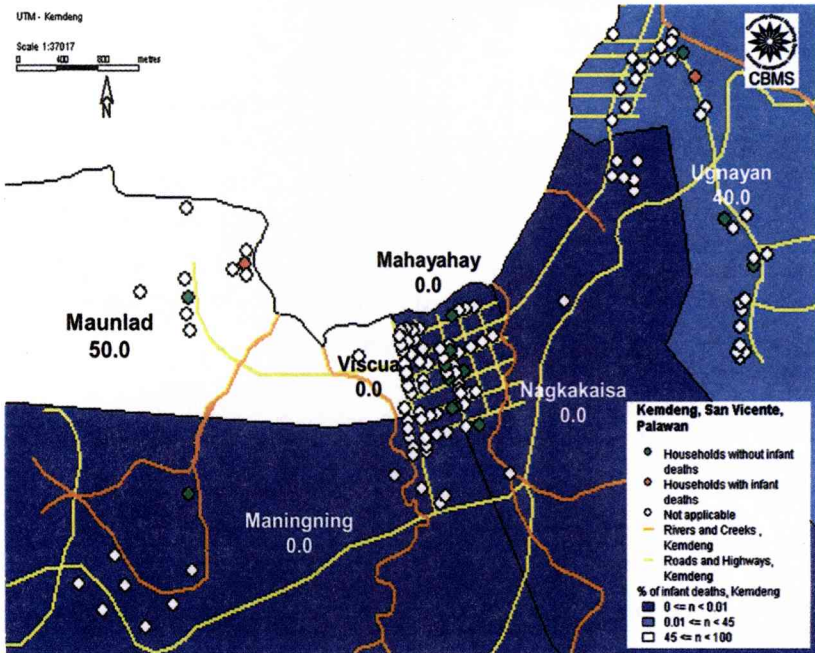 UTM - Kemdeng
Scale 1:37017
0 400 800 metres
N
CBMS
Ugnayan
40.0
Mahayahay
0.0
Maunlad
50.0
Viscua
0.0
Nagkakaisa
0.0
Maningning
0.0
Kemdeng, San Vicente,
Palawan
Households without infant
deaths
Households with infant
deaths
Not applicable
Rivers and Creeks ,
Kemdeng
Roads and Highways,
Kemdeng
% of infant deaths, Kemdeng
0 <= n < 0.01
0.01 <= n < 45
45 <= n < 100